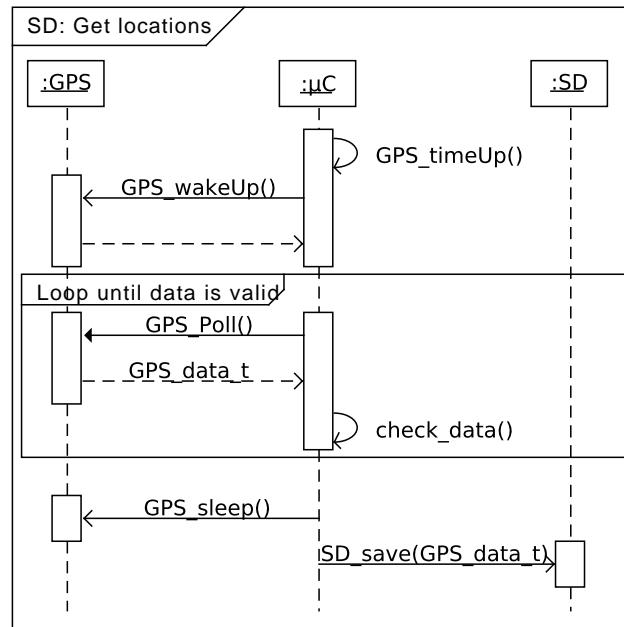 SD: Get locations
:GPS
:µC
:SD
GPS_timeUp()
GPS_wakeUp()
Loop until data is valid
GPS_Poll()
GPS_data_t
check_data()
GPS_sleep()
SD_save(GPS_data_t)